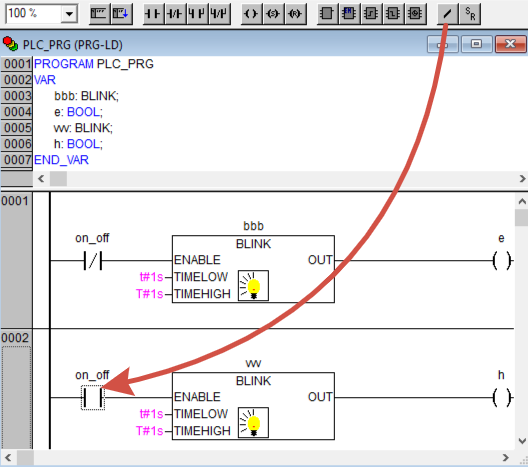 100 %
S
R
PLC_PRG (PRG-LD)
0001 PROGRAM PLC_PRG
0002 VAR
0003 bbb: BLINK;
0004 e: BOOL;
0005 vv: BLINK;
0006 h: BOOL;
0007 END_VAR
0001
bbb
on_off BLINK e
ENABLE OUT
t#1s TIMELOW
T#1s TIMEHIGH
0002
vv
on_off BLINK h
ENABLE OUT
t#1s TIMELOW
T#1s TIMEHIGH